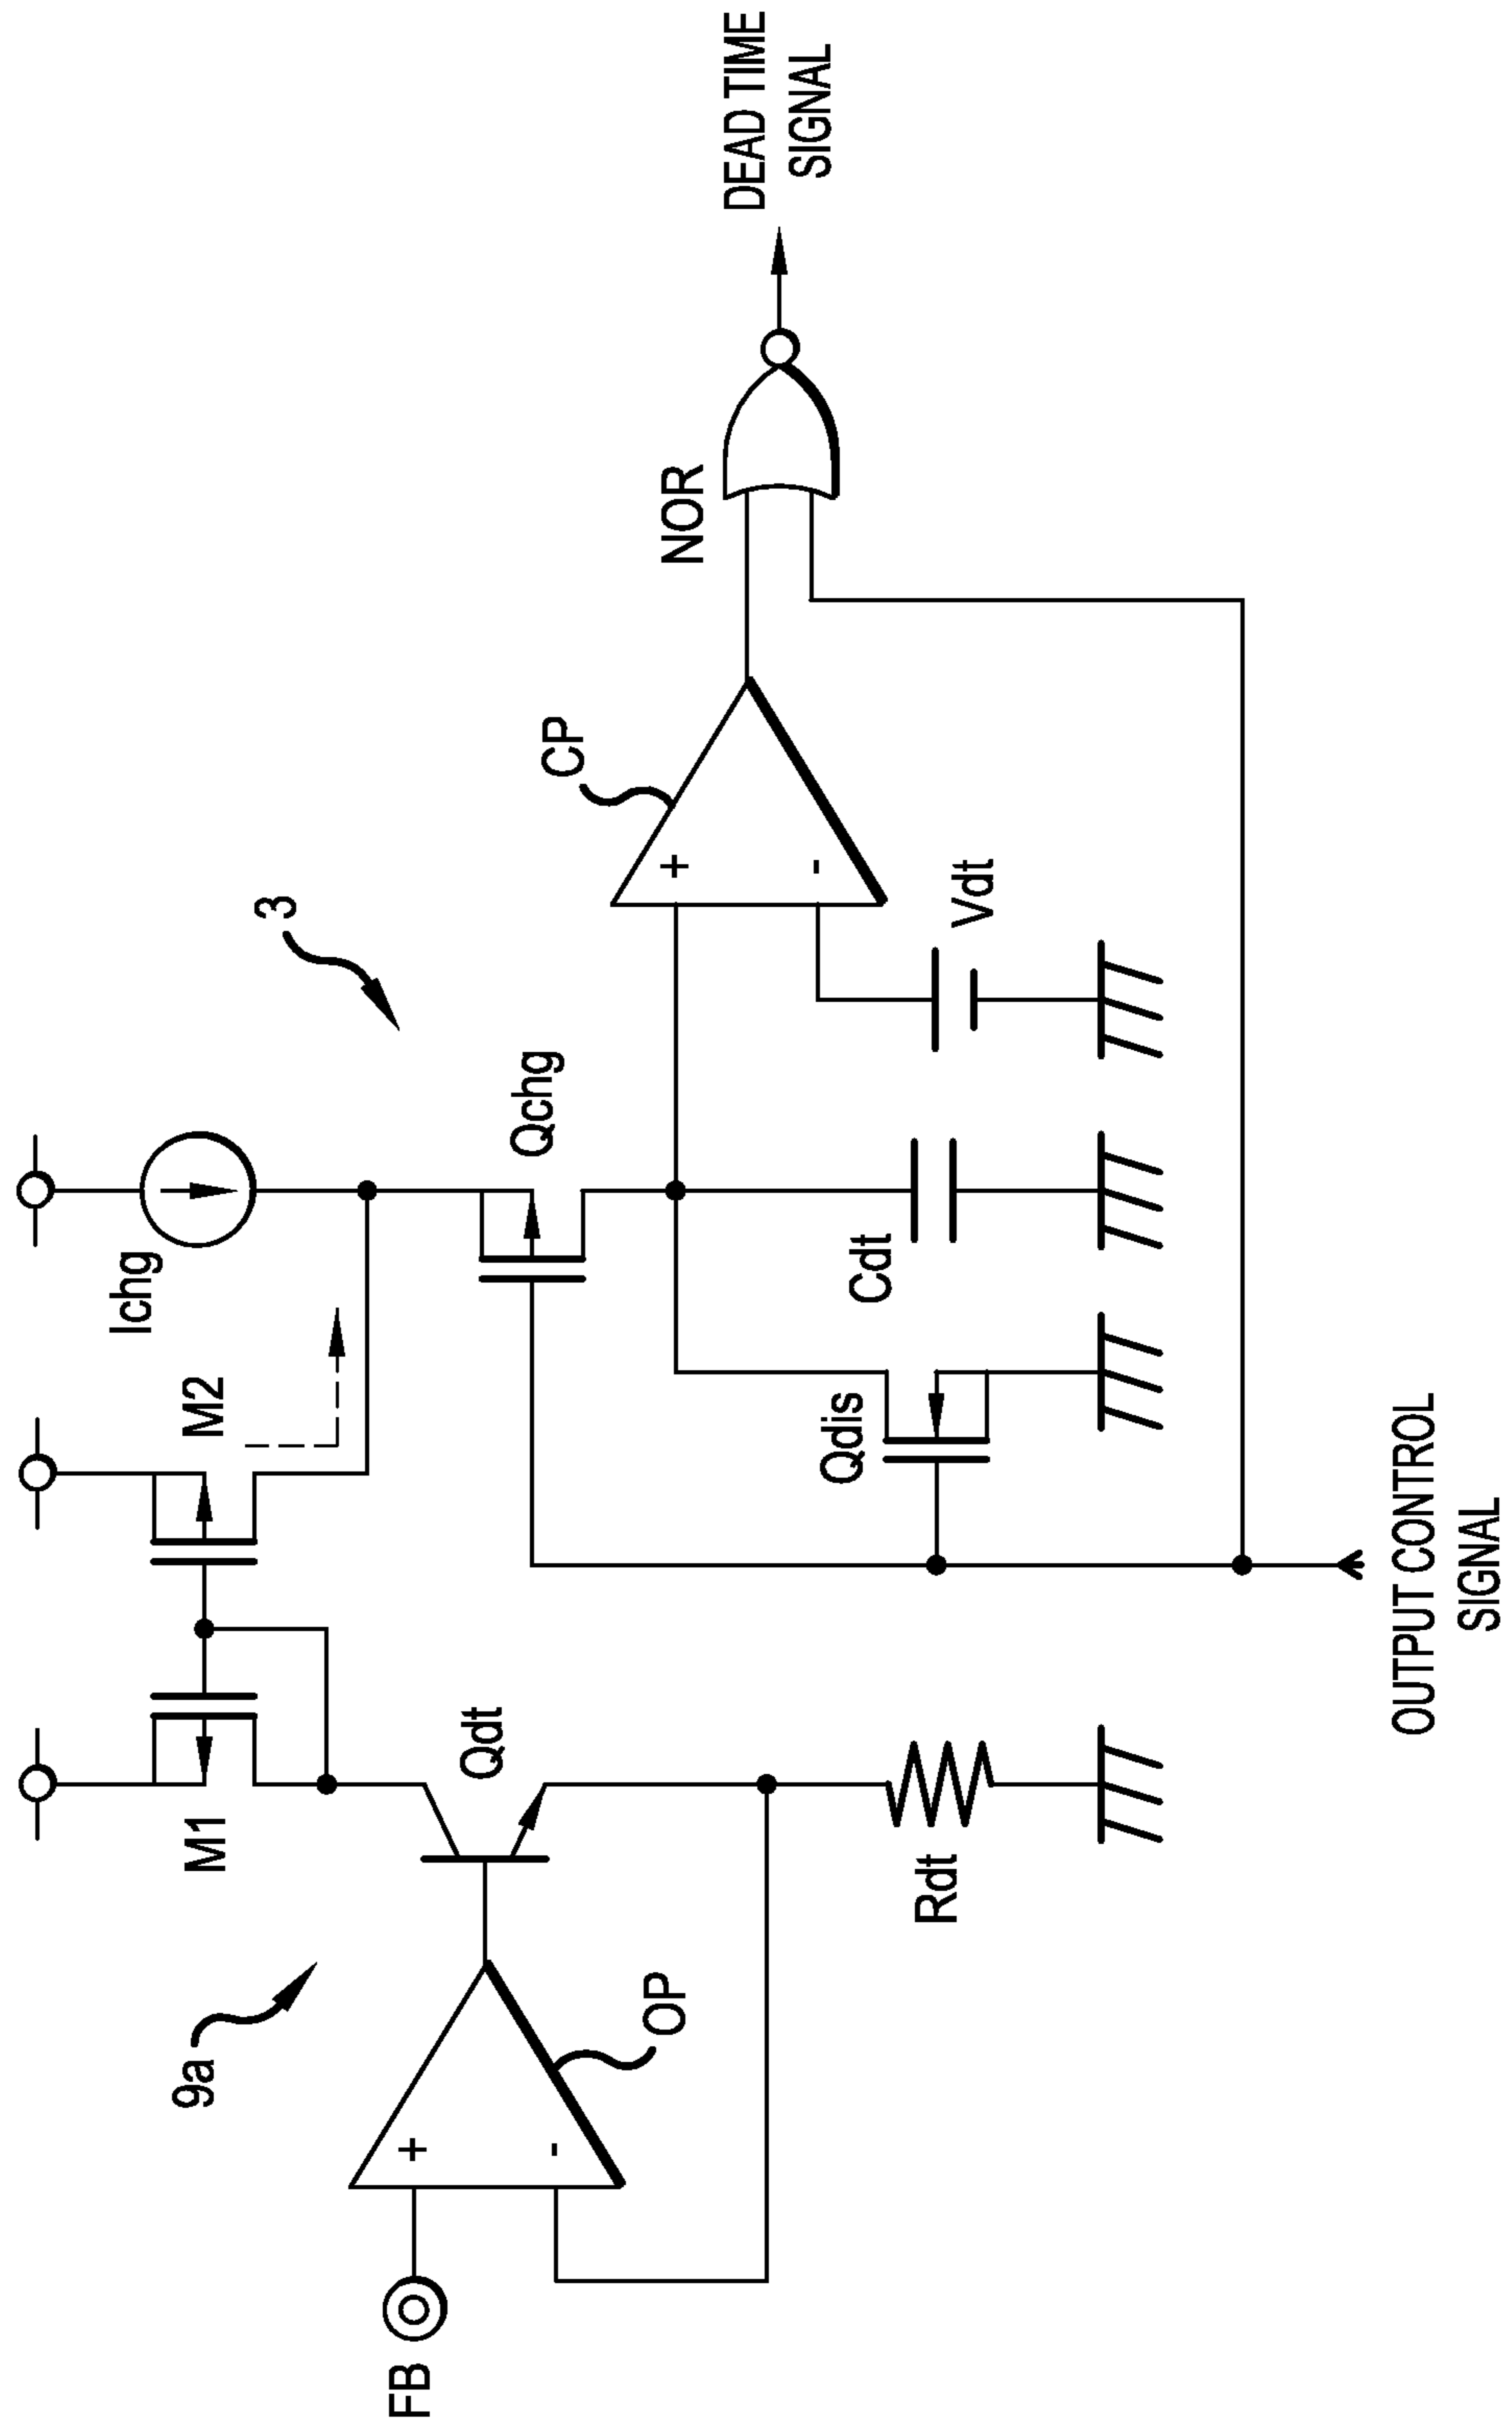 9a
FB
+
-
OP
M1
Qdt
Rdt
M2
Ichg
3
Qchg
Qdis
Cdt
Vdt
+
-
CP
NOR
DEAD TIME
SIGNAL
OUTPUT CONTROL
SIGNAL